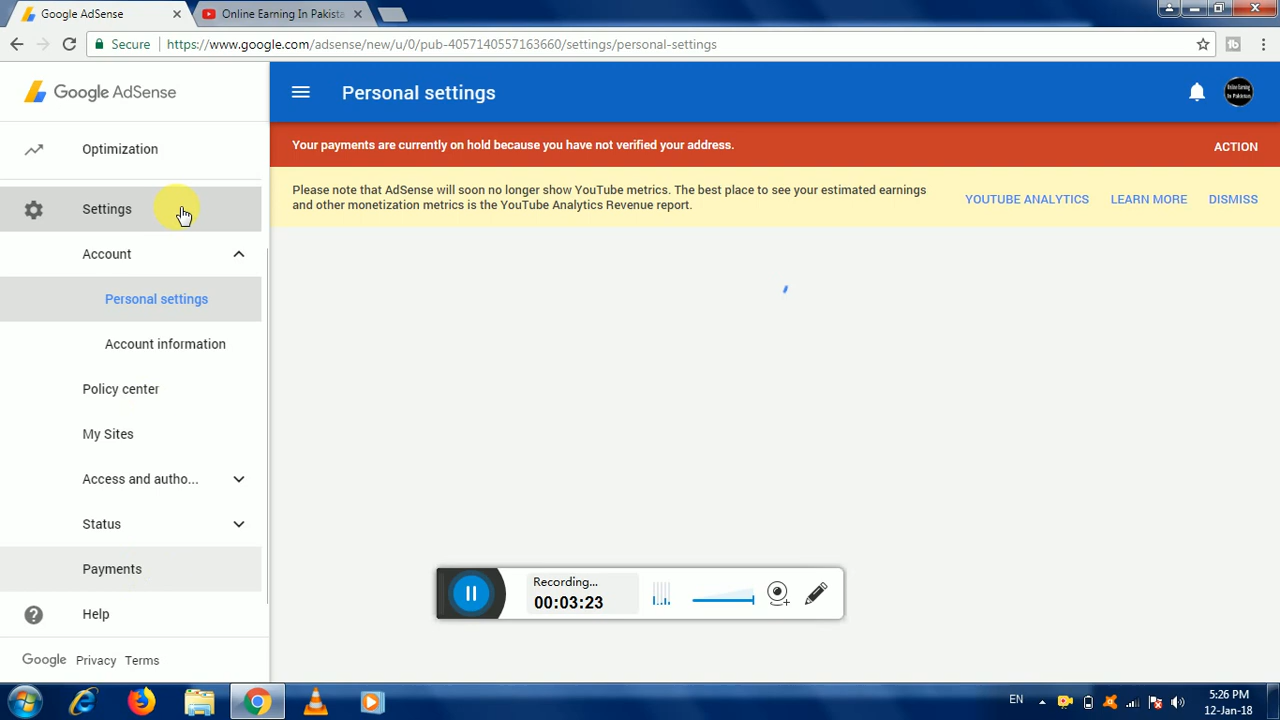 Google AdSense
Online Earning In Pakista
Secure
https://www.google.com/adsense/new/u/0/pub-4057140557163660/settings/personal-settings
Google AdSense
Personal settings
Online Earning
In Pakistan
Optimization
Your payments are currently on hold because you have not verified your address.
ACTION
Please note that AdSense will soon no longer show YouTube metrics. The best place to see your estimated earnings
and other monetization metrics is the YouTube Analytics Revenue report.
YOUTUBE ANALYTICS
LEARN MORE
DISMISS
Settings
Account
Personal settings
Account information
Policy center
My Sites
Access and autho...
Status
Payments
Help
Google Privacy Terms
Recording...
00:03:23
EN
5:26 PM
12-Jan-18